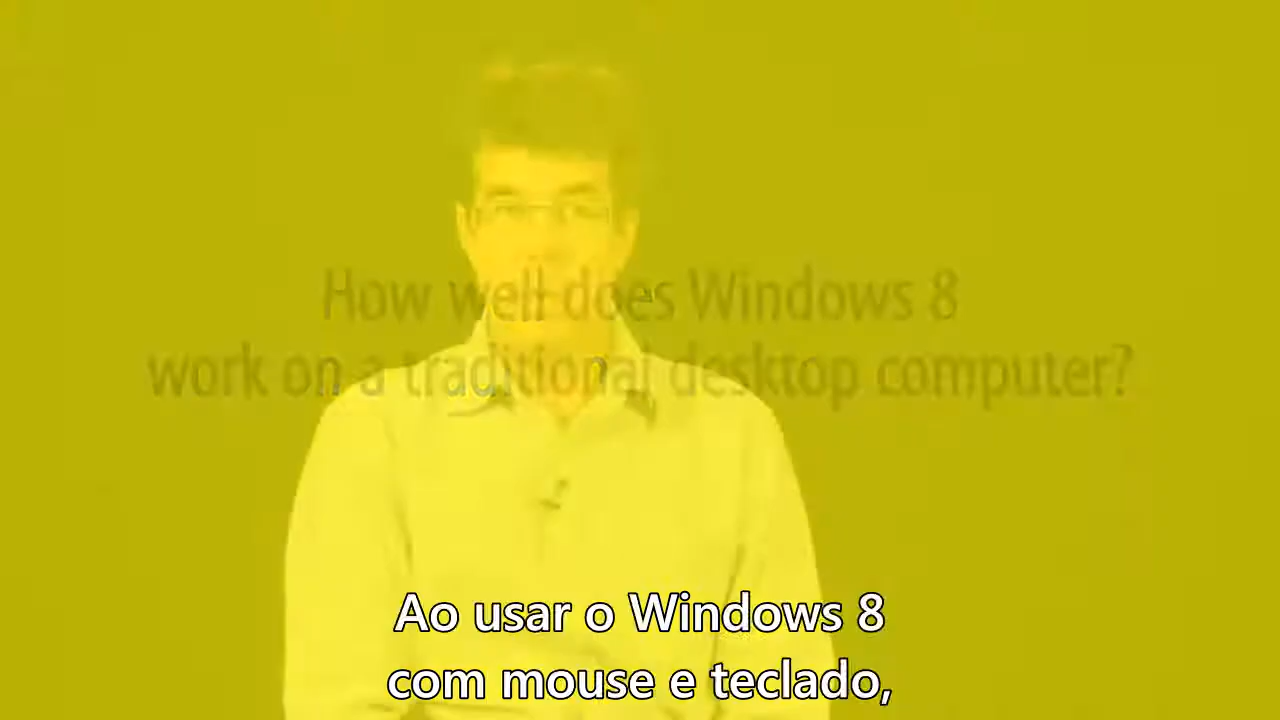 How well does Windows 8
work on a traditional desktop computer?
Ao usar o Windows 8
com mouse e teclado,